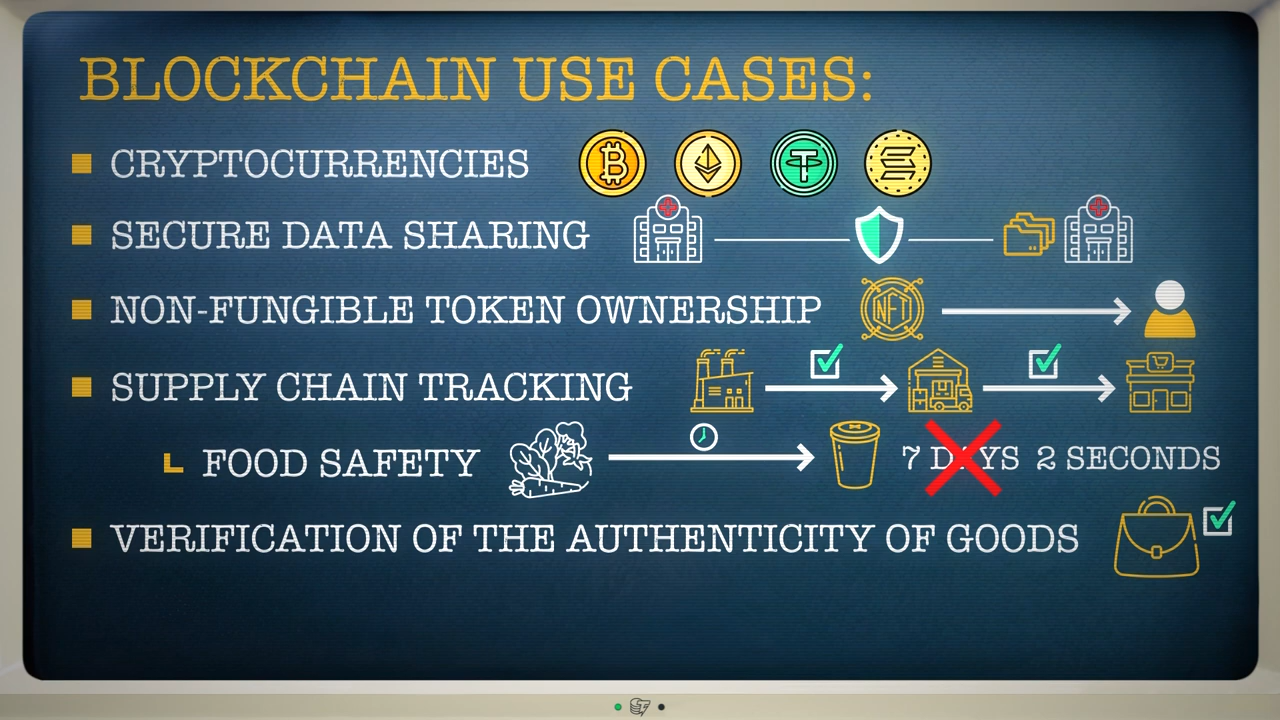 BLOCKCHAIN USE CASES:
CRYPTOCURRENCIES
SECURE DATA SHARING
NON-FUNGIBLE TOKEN OWNERSHIP
NFT
SUPPLY CHAIN TRACKING
FOOD SAFETY
7 DAYS 2 SECONDS
VERIFICATION OF THE AUTHENTICITY OF GOODS